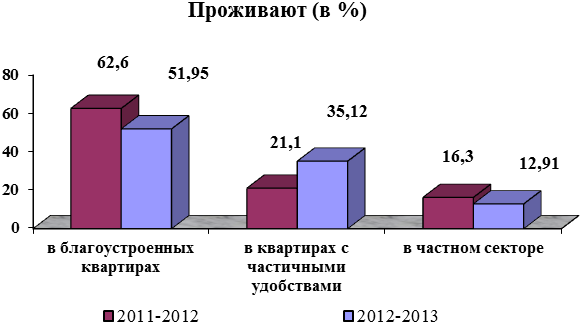 Проживают (в %)
62,6
51,95
21,1
35,12
16,3
12,91
80
60
40
20
0
в благоустроенных
квартирах
в квартирах с
частичными
удобствами
в частном секторе
2011-2012
2012-2013